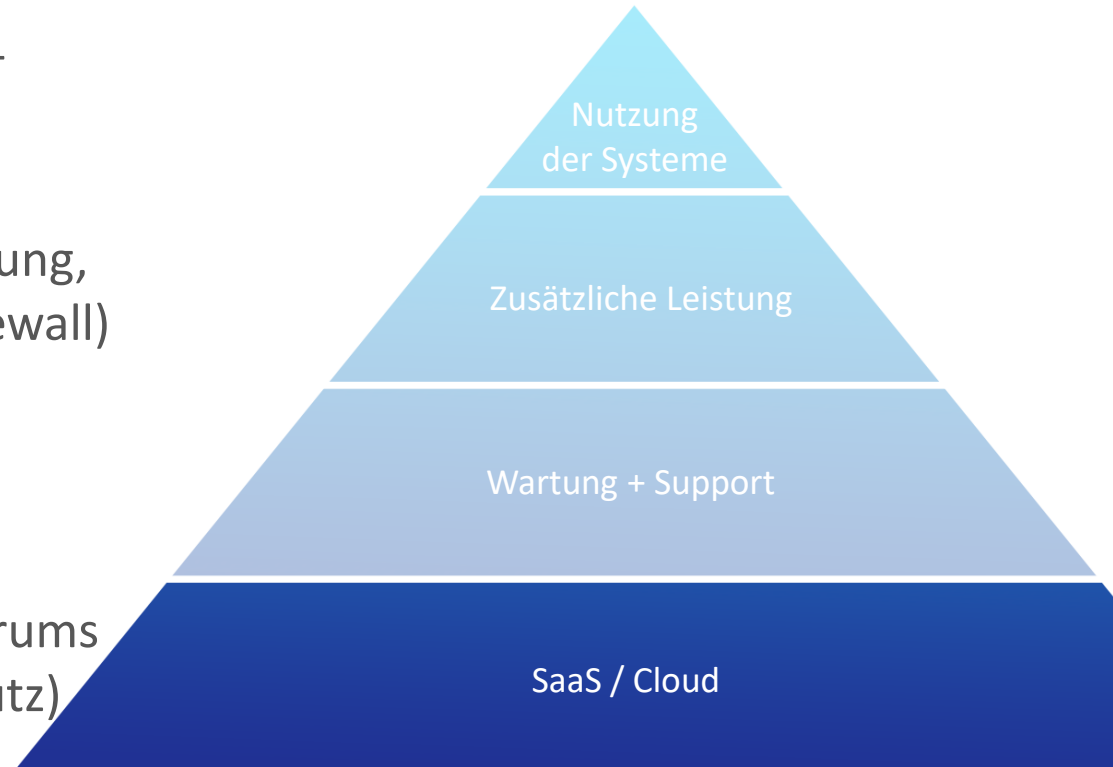 Nutzung
der Systeme
ung,
ewall)
Zusätzliche Leistung
Wartung + Support
rums
utz)
SaaS / Cloud